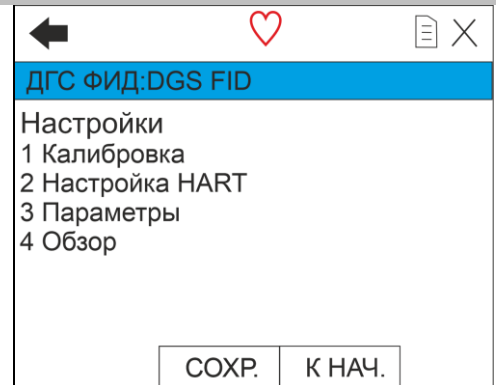 ДГС ФИД:DGS FID
Настройки
1 Калибровка
2 Настройка HART
3 Параметры
4 Обзор
СОХР. К НАЧ.